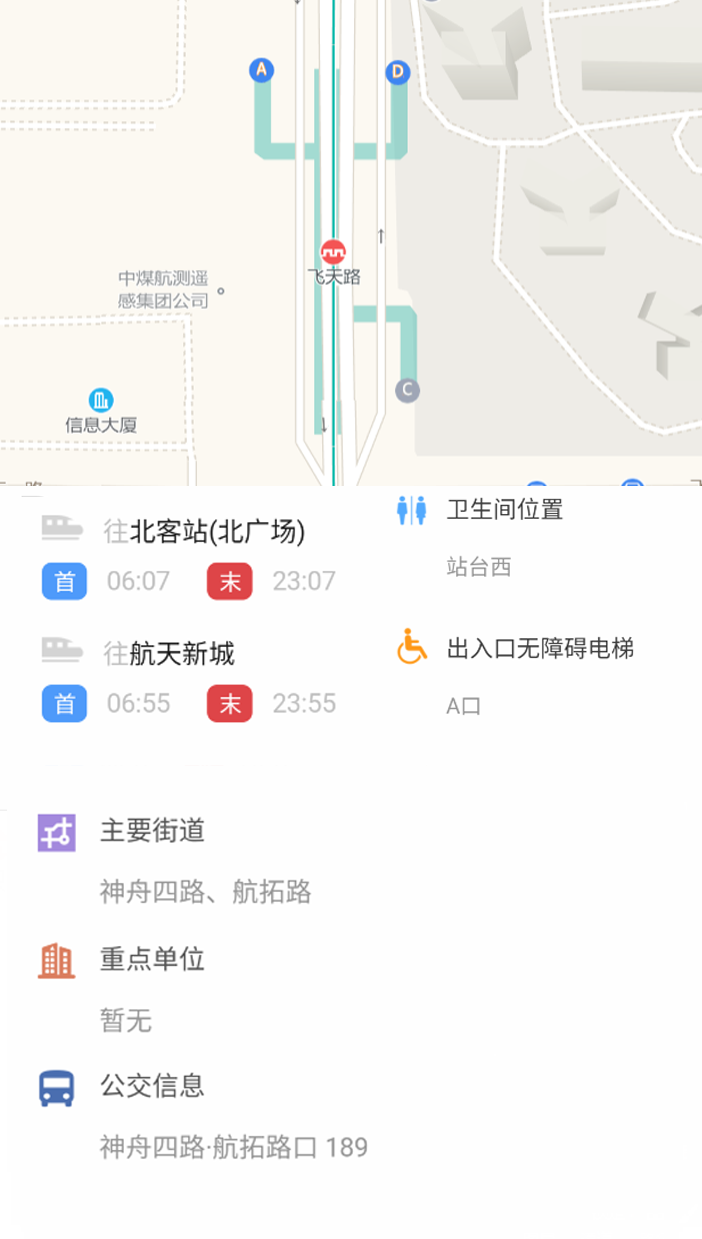 A
D
飞天路
中煤航测遥
感集团公司
C
信息大厦
往北客站(北广场)
首 06:07 末 23:07
往航天新城
首 06:55 末 23:55
卫生间位置
站台西
出入口无障碍电梯
A口
主要街道
神舟四路、航拓路
重点单位
暂无
公交信息
神舟四路·航拓路口 189